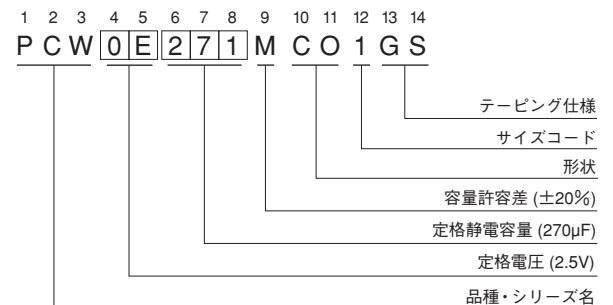 1 2 3 4 5 6 7 8 9 10 11 12 13 14
P C W 0 E 2 7 1 M C O 1 G S
テーピング仕様
サイズコード
形状
容量許容差 (±20%)
定格静電容量 (270µF)
定格電圧 (2.5V)
品種・シリーズ名